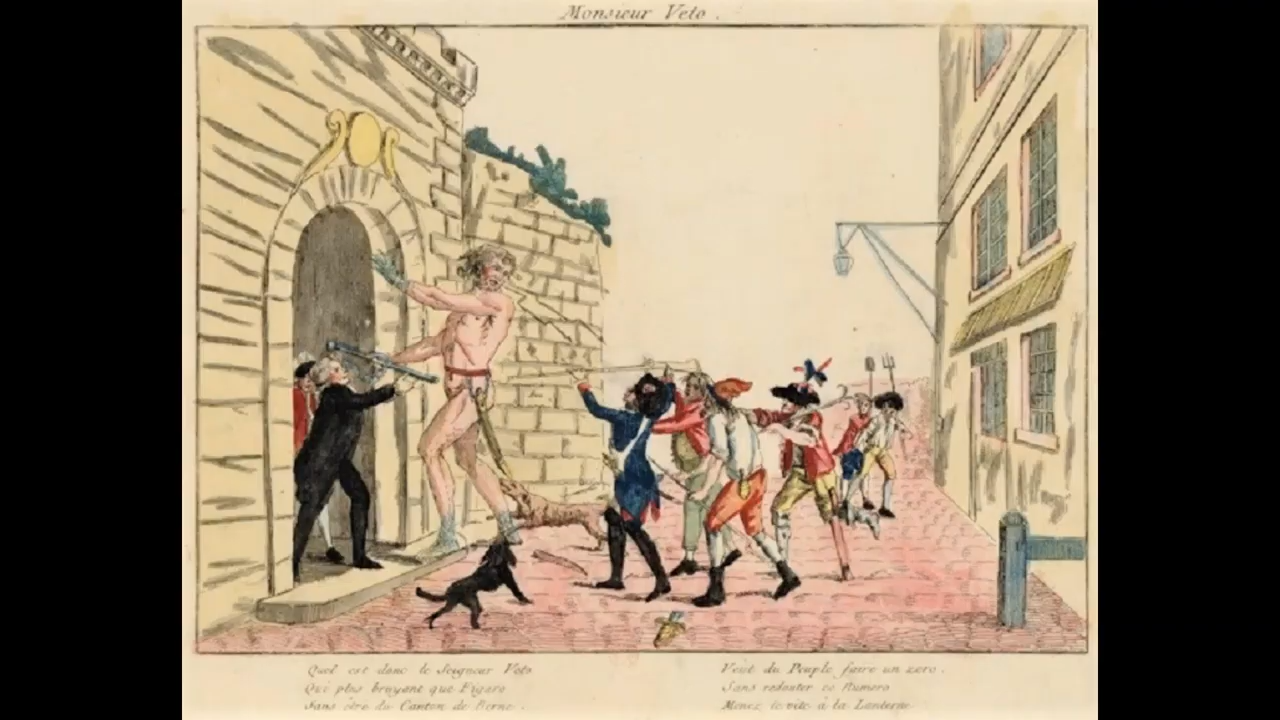 Monsieur Veto.
Quel est donc le Seigneur Veto
Qui plus bruyant que Figaro
Sans être du Canton de Berne.
Veut du Peuple faire un zero.
Sans redouter ce Numero
Menez le vite à la Lanterne